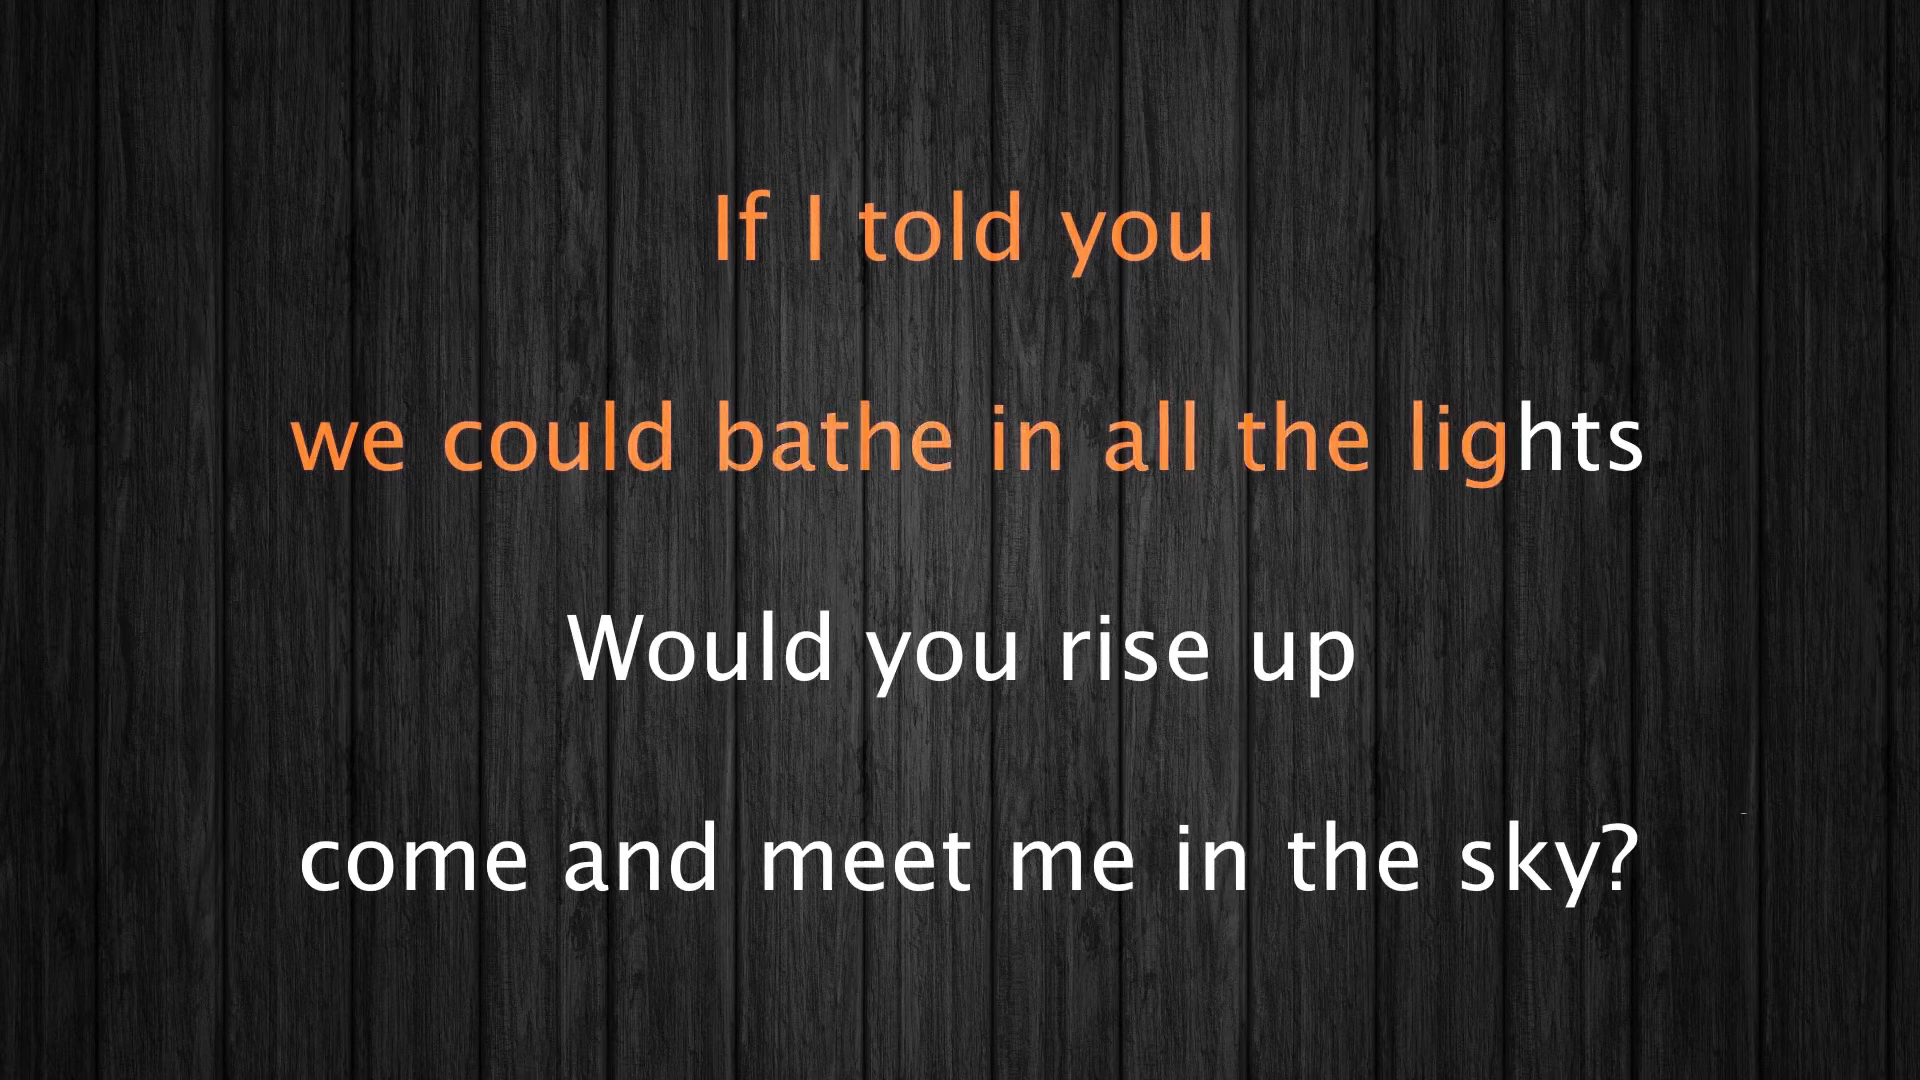 If I told you
we could bathe in all the lights
Would you rise up
come and meet me in the sky?